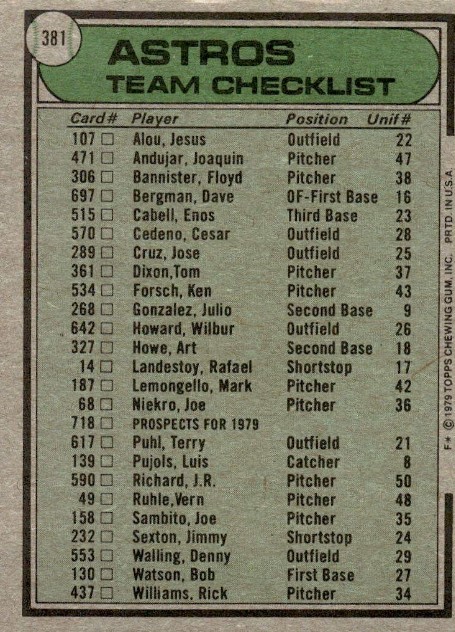 381
ASTROS
TEAM CHECKLIST
Card# Player Position Unif#
107 □ Alou, Jesus Outfield 22
471 □ Andujar, Joaquin Pitcher 47
306 □ Bannister, Floyd Pitcher 38
697 □ Bergman, Dave OF-First Base 16
515 □ Cabell, Enos Third Base 23
570 □ Cedeno, Cesar Outfield 28
289 □ Cruz, Jose Outfield 25
361 □ Dixon,Tom Pitcher 37
534 □ Forsch, Ken Pitcher 43
268 □ Gonzalez, Julio Second Base 9
642 □ Howard, Wilbur Outfield 26
327 □ Howe, Art Second Base 18
14 □ Landestoy, Rafael Shortstop 17
187 □ Lemongello, Mark Pitcher 42
68 □ Niekro, Joe Pitcher 36
718 □ PROSPECTS FOR 1979
617 □ Puhl, Terry Outfield 21
139 □ Pujols, Luis Catcher 8
590 □ Richard, J.R. Pitcher 50
49 □ Ruhle,Vern Pitcher 48
158 □ Sambito, Joe Pitcher 35
232 □ Sexton, Jimmy Shortstop 24
553 □ Walling, Denny Outfield 29
130 □ Watson, Bob First Base 27
437 □ Williams, Rick Pitcher 34
F* © 1979 TOPPS CHEWING GUM, INC. PRTD. IN U.S.A.